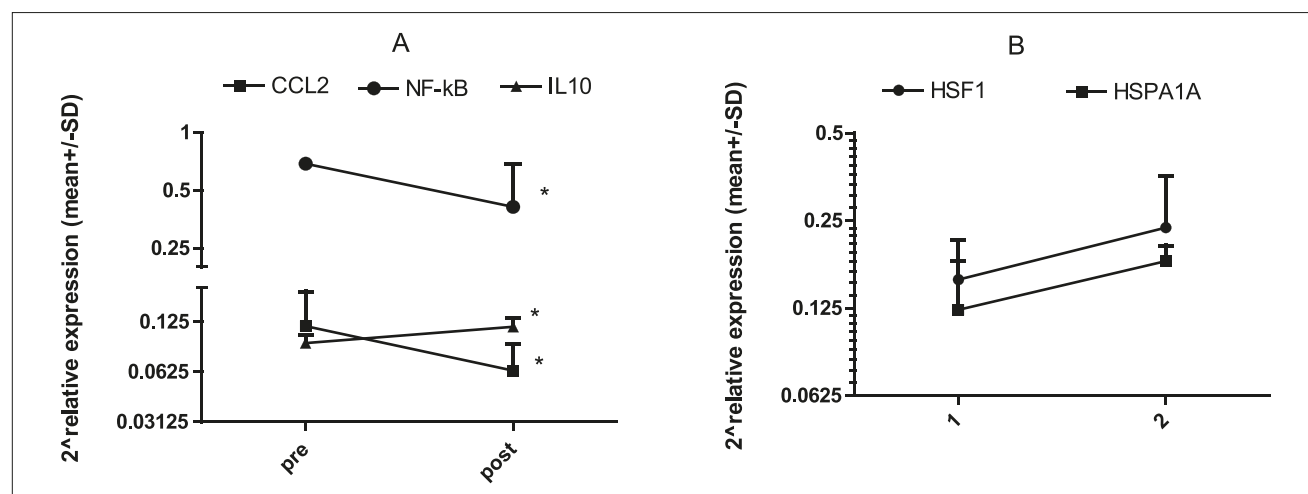 A
CCL2 NF-kB IL10
2^relative expression (mean+/-SD)
1
0.5
0.25
0.125
0.0625
0.03125
*
*
*
pre post
B
HSF1 HSPA1A
2^relative expression (mean+/-SD)
0.5
0.25
0.125
0.0625
1 2